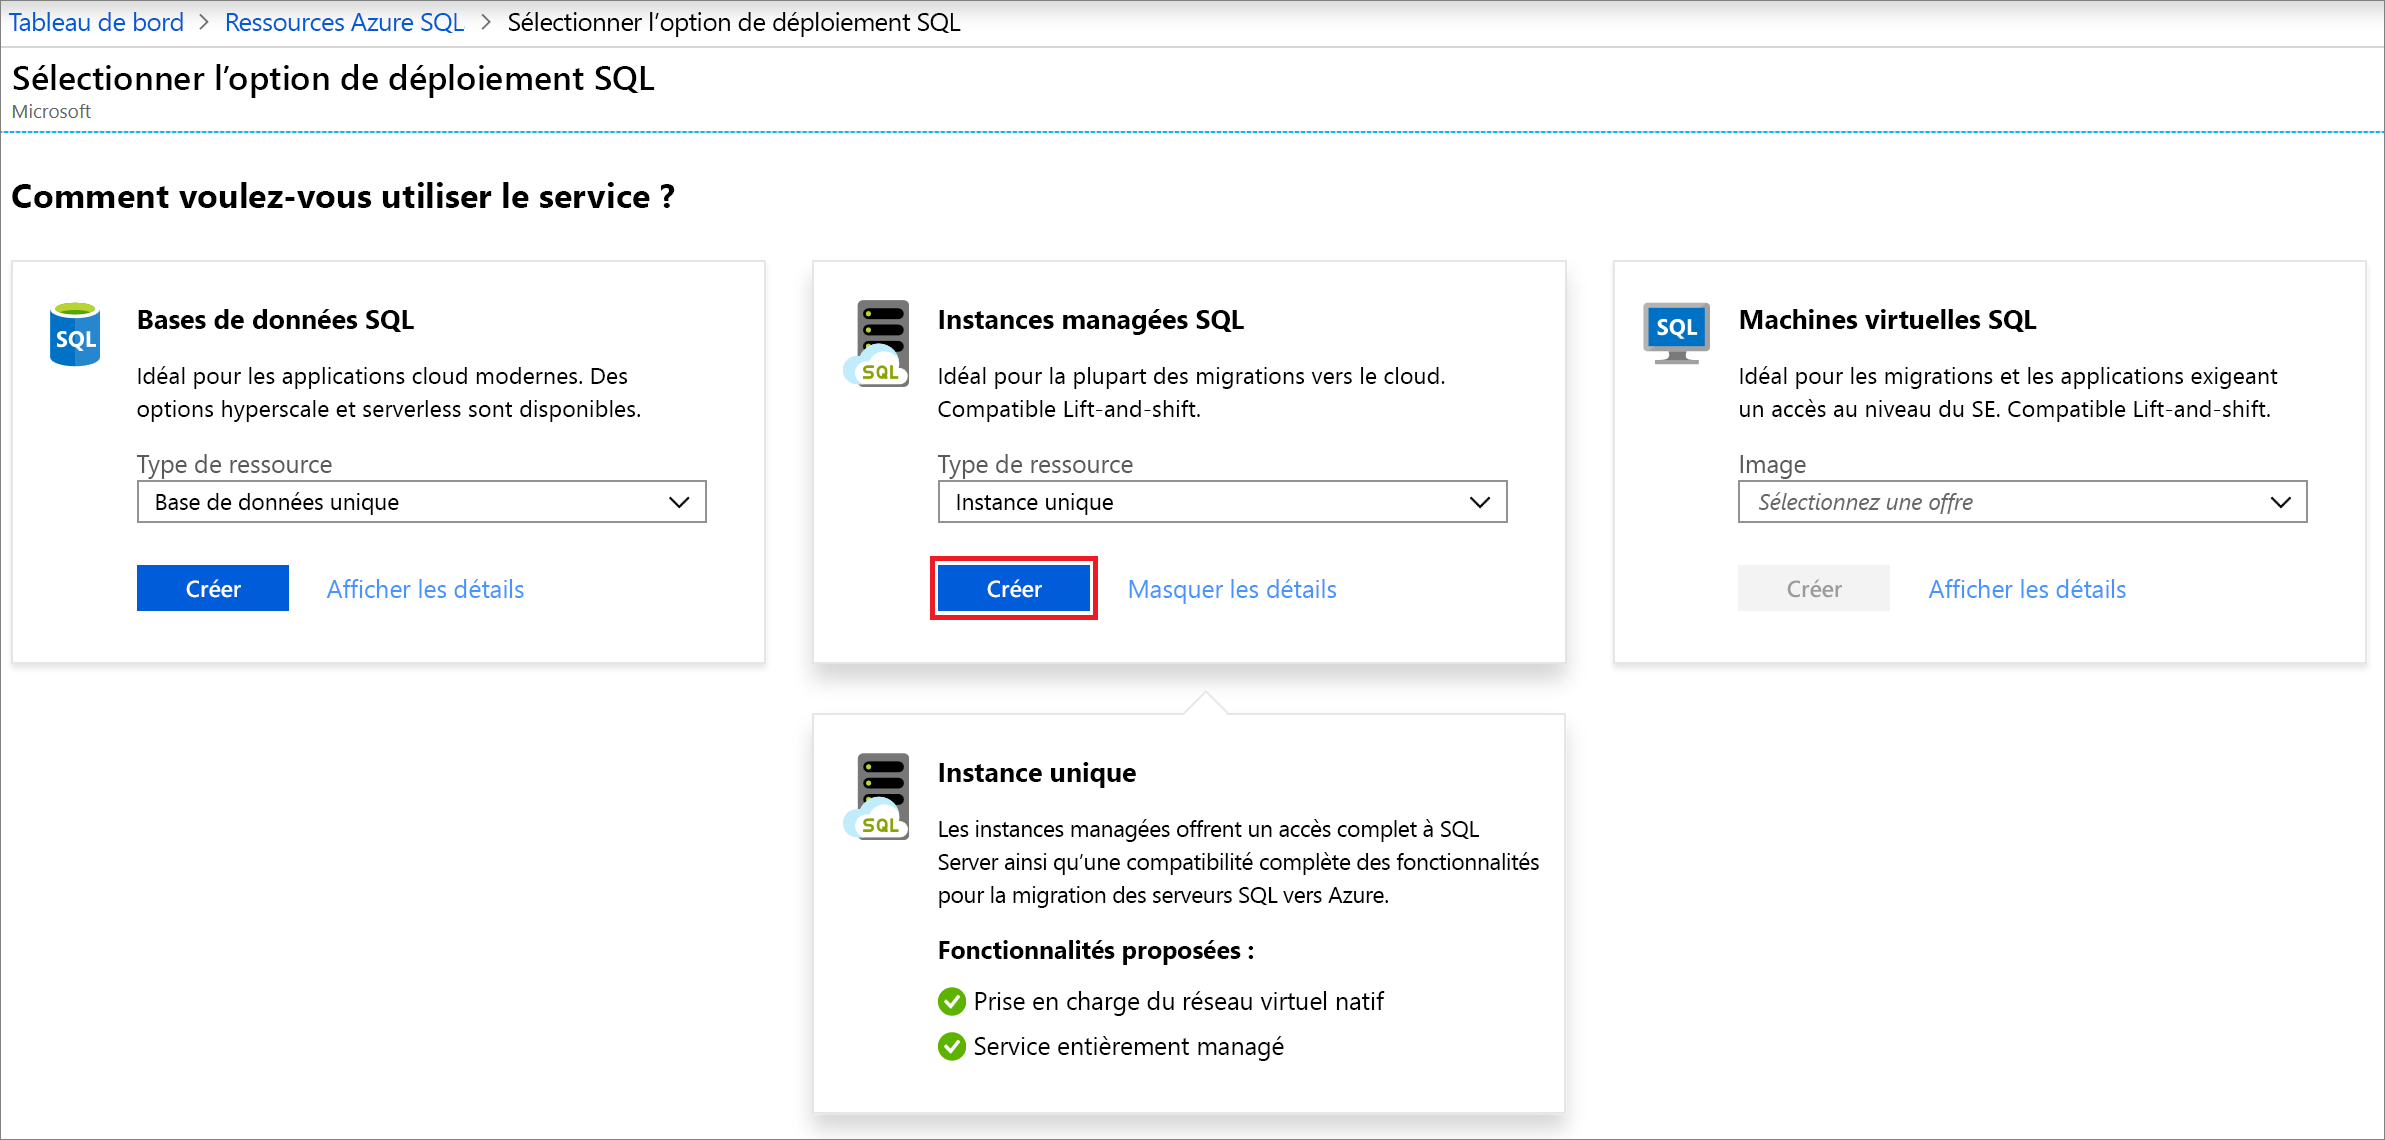 Tableau de bord > Ressources Azure SQL > Sélectionner l’option de déploiement SQL
Sélectionner l’option de déploiement SQL
Microsoft
Comment voulez-vous utiliser le service ?
SQL
Bases de données SQL
Idéal pour les applications cloud modernes. Des
options hyperscale et serverless sont disponibles.
Type de ressource
Base de données unique
Créer
Afficher les détails
SQL
Instances managées SQL
Idéal pour la plupart des migrations vers le cloud.
Compatible Lift-and-shift.
Type de ressource
Instance unique
Créer
Masquer les détails
SQL
Machines virtuelles SQL
Idéal pour les migrations et les applications exigeant
un accès au niveau du SE. Compatible Lift-and-shift.
Image
Sélectionnez une offre
Créer
Afficher les détails
SQL
Instance unique
Les instances managées offrent un accès complet à SQL
Server ainsi qu’une compatibilité complète des fonctionnalités
pour la migration des serveurs SQL vers Azure.
Fonctionnalités proposées :
Prise en charge du réseau virtuel natif
Service entièrement managé